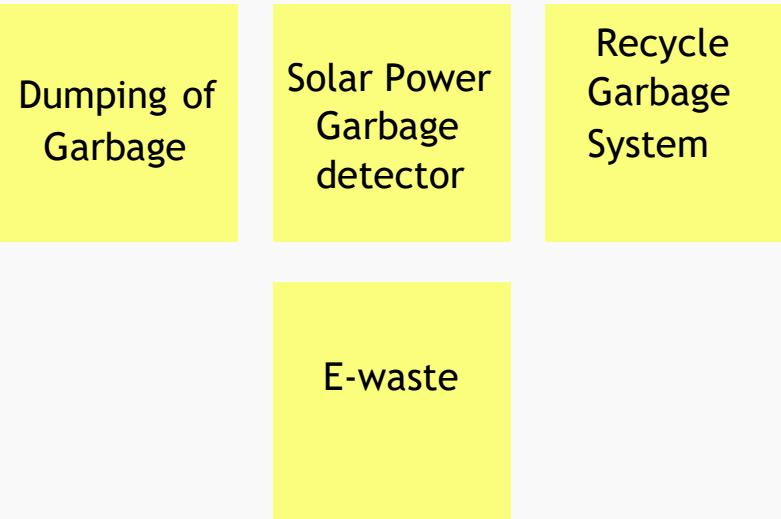 Dumping of
Garbage
Solar Power
Garbage
detector
Recycle
Garbage
System
E-waste